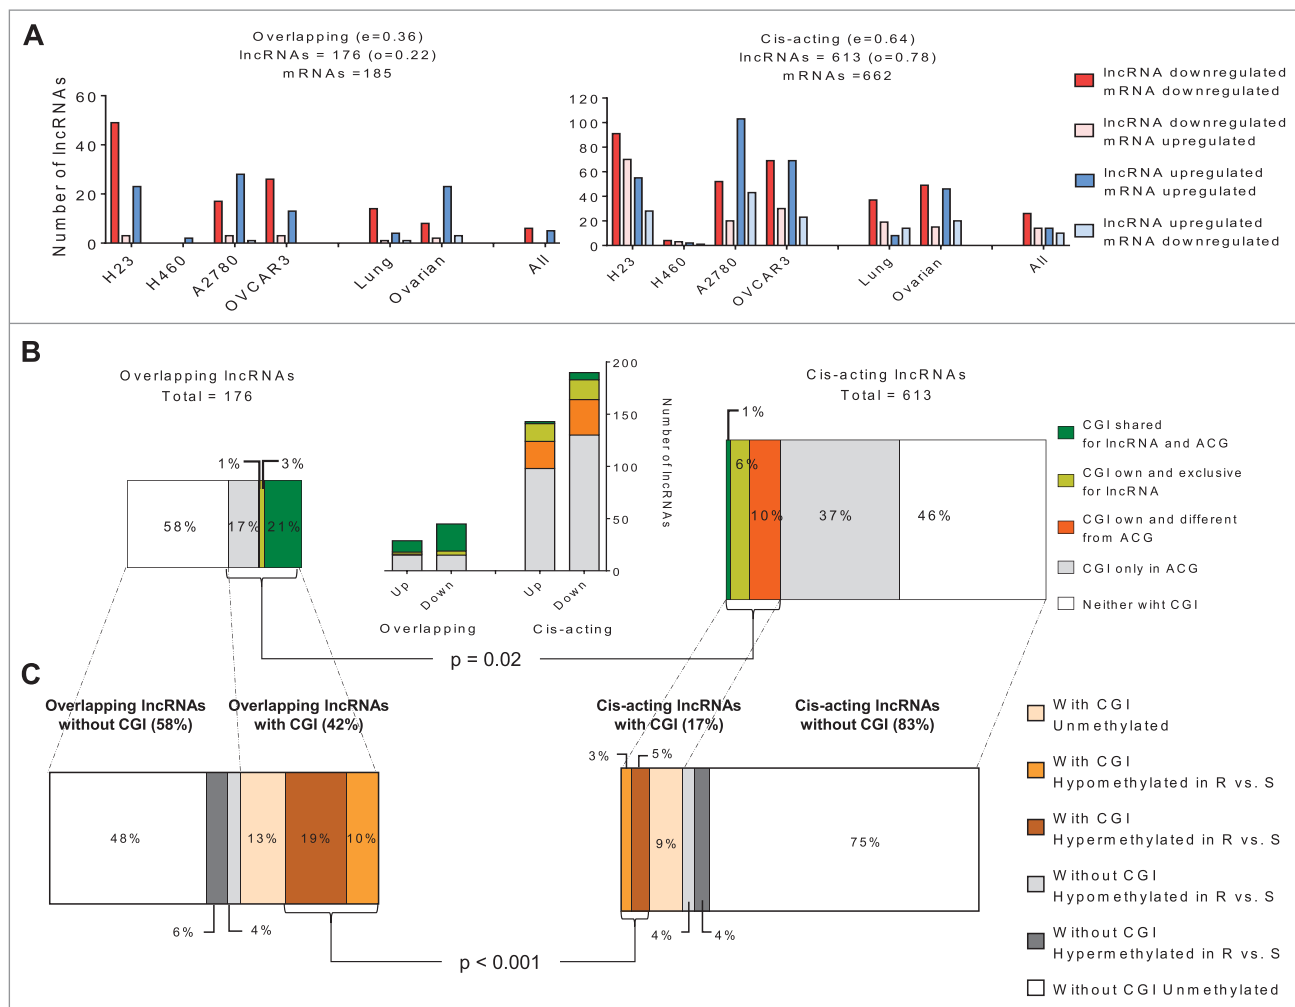 A
Overlapping (e=0.36)
lncRNAs = 176 (o=0.22)
mRNAs =185
Number of lncRNAs
60
40
20
0
H23
H460
A2780
OVCAR3
Lung
Ovarian
All
Cis-acting (e=0.64)
lncRNAs = 613 (o=0.78)
mRNAs =662
120
100
80
60
40
20
0
H23
H460
A2780
OVCAR3
Lung
Ovarian
All
lncRNA downregulated
mRNA downregulated
lncRNA downregulated
mRNA upregulated
lncRNA upregulated
mRNA upregulated
lncRNA upregulated
mRNA downregulated
B
Overlapping lncRNAs
Total = 176
1%
3%
58%
17%
21%
200
150
100
50
0
Number of lncRNAs
Up
Down
Up
Down
Overlapping
Cis-acting
Cis-acting lncRNAs
Total = 613
1%
6%
10%
37%
46%
CGI shared
for lncRNA and ACG
CGI own and exclusive
for lncRNA
CGI own and different
from ACG
CGI only in ACG
Neither wiht CGI
p = 0.02
C
Overlapping lncRNAs
without CGI (58%)
Overlapping lncRNAs
with CGI (42%)
48%
13%
19%
10%
6%
4%
Cis-acting lncRNAs
with CGI (17%)
Cis-acting lncRNAs
without CGI (83%)
3%
5%
9%
75%
4%
4%
p < 0.001
With CGI
Unmethylated
With CGI
Hypomethylated in R vs. S
With CGI
Hypermethylated in R vs. S
Without CGI
Hypomethylated in R vs. S
Without CGI
Hypermethylated in R vs. S
Without CGI Unmethylated